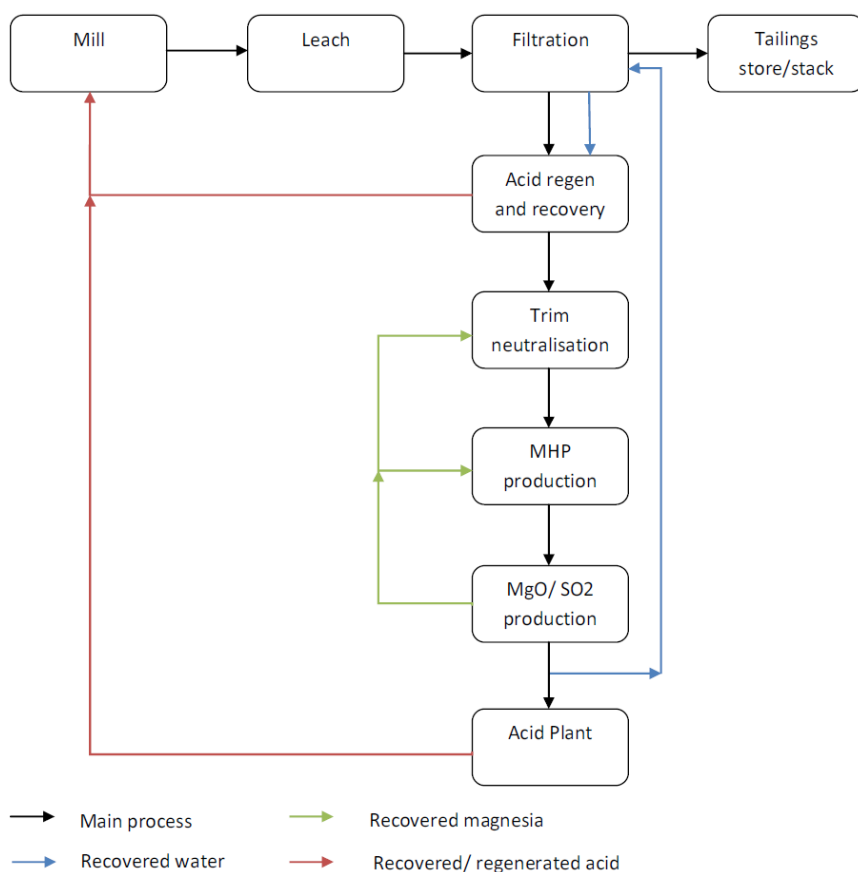 Mill
Leach
Filtration
Tailings
store/stack
Acid regen
and recovery
Trim
neutralisation
MHP
production
MgO/ SO2
production
Acid Plant
Main process
Recovered magnesia
Recovered water
Recovered/ regenerated acid